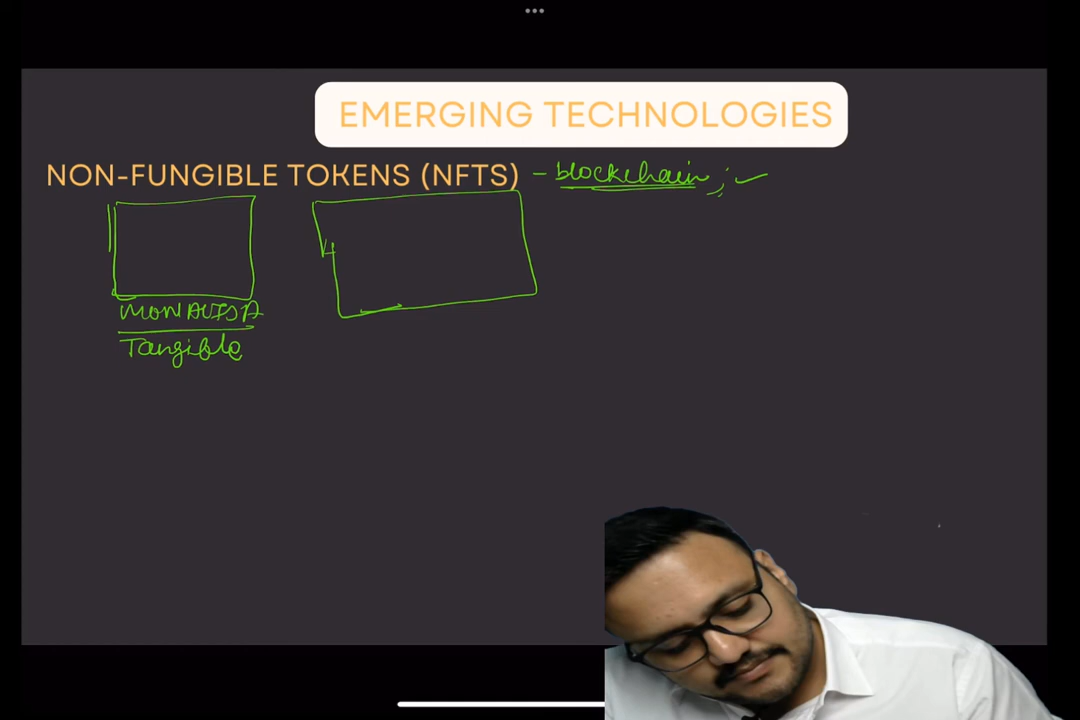 EMERGING TECHNOLOGIES
NON-FUNGIBLE TOKENS (NFTS) – blockchain ;
MONALISA
Tangible